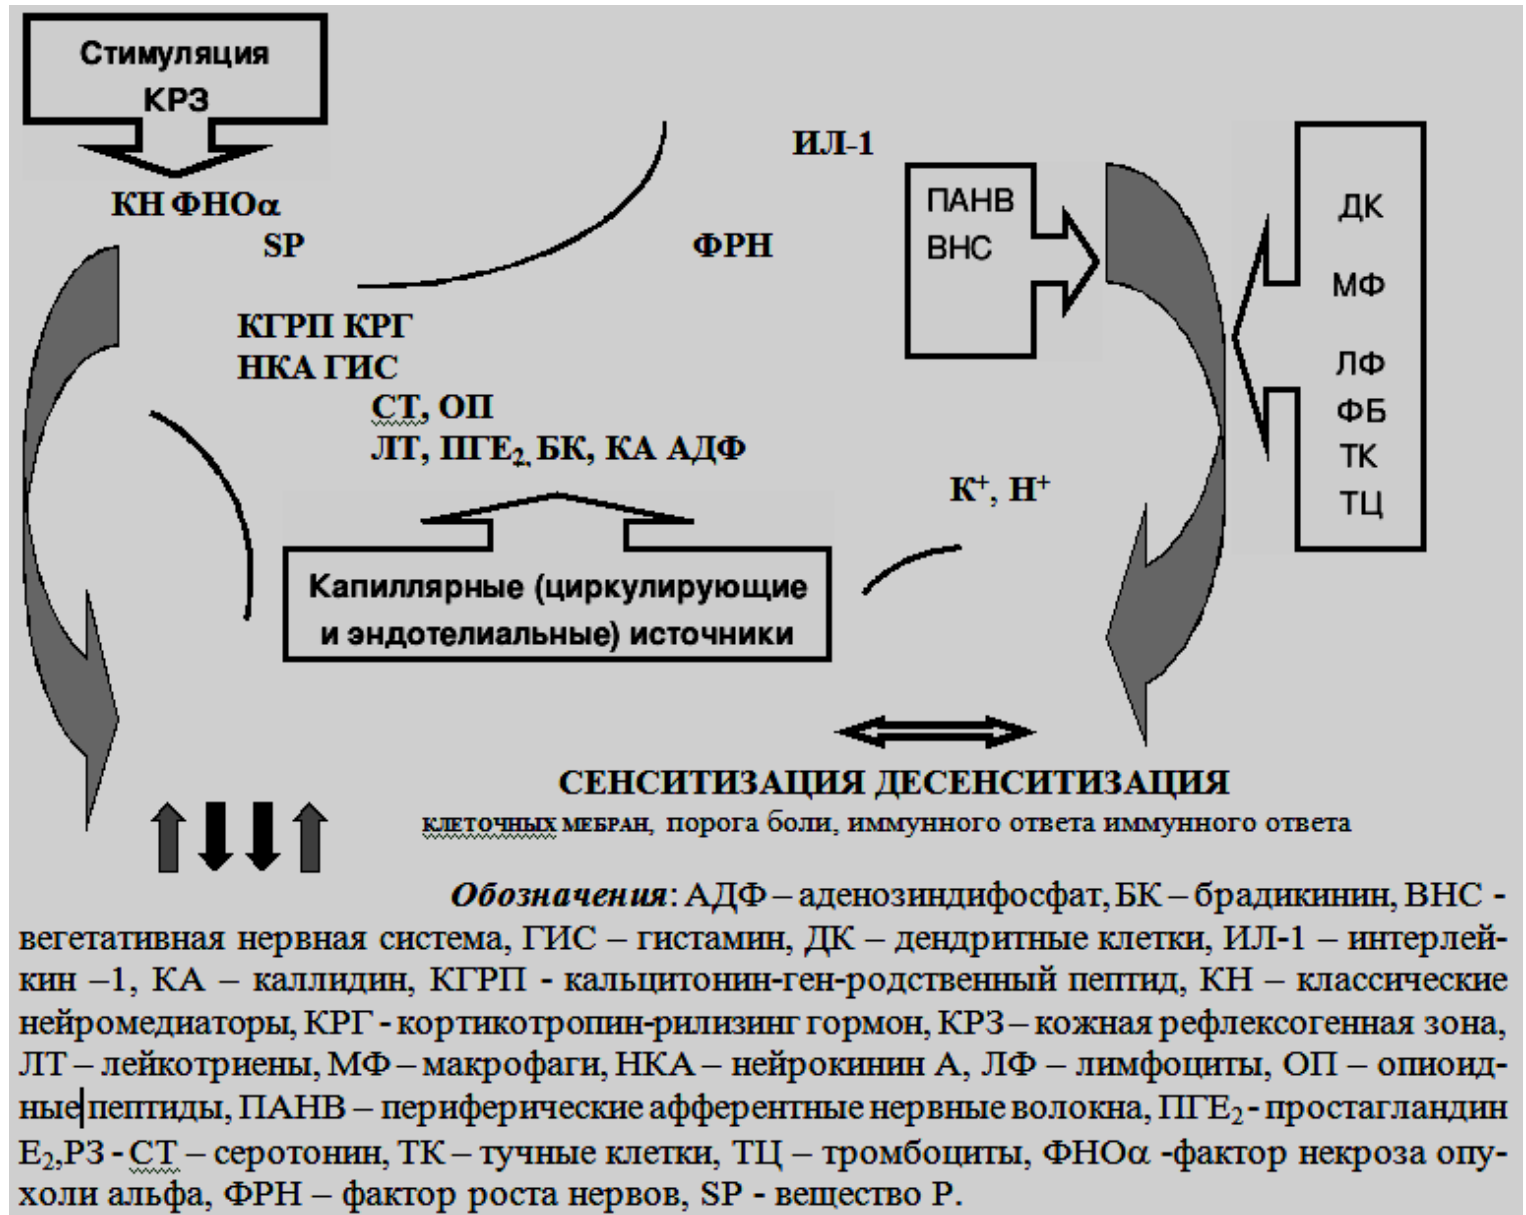 Стимуляция
КРЗ
ИЛ-1
КН ФНОα
SP
ФРН
ПАНВ
ВНС
ДК
МФ
ЛФ
ФБ
ТК
ТЦ
КГРП КРГ
НКА ГИС
СТ, ОП
ЛТ, ПГЕ₂, БК, КА АДФ
К⁺, Н⁺
Капиллярные (циркулирующие
и эндотелиальные) источники
СЕНСИТИЗАЦИЯ ДЕСЕНСИТИЗАЦИЯ
КЛЕТОЧНЫХ МЕБРАН, порога боли, иммунного ответа иммунного ответа
Обозначения: АДФ – аденозиндифосфат, БК – брадикинин, ВНС -
вегетативная нервная система, ГИС – гистамин, ДК – дендритные клетки, ИЛ-1 – интерлей-
кин –1, КА – каллидин, КГРП - кальцитонин-ген-родственный пептид, КН – классические
нейромедиаторы, КРГ - кортикотропин-рилизинг гормон, КРЗ – кожная рефлексогенная зона,
ЛТ – лейкотриены, МФ – макрофаги, НКА – нейрокинин А, ЛФ – лимфоциты, ОП – опиоид-
ные пептиды, ПАНВ – периферические афферентные нервные волокна, ПГЕ₂ - простагландин
Е₂,РЗ - СТ – серотонин, ТК – тучные клетки, ТЦ – тромбоциты, ФНОα -фактор некроза опу-
холи альфа, ФРН – фактор роста нервов, SP - вещество Р.